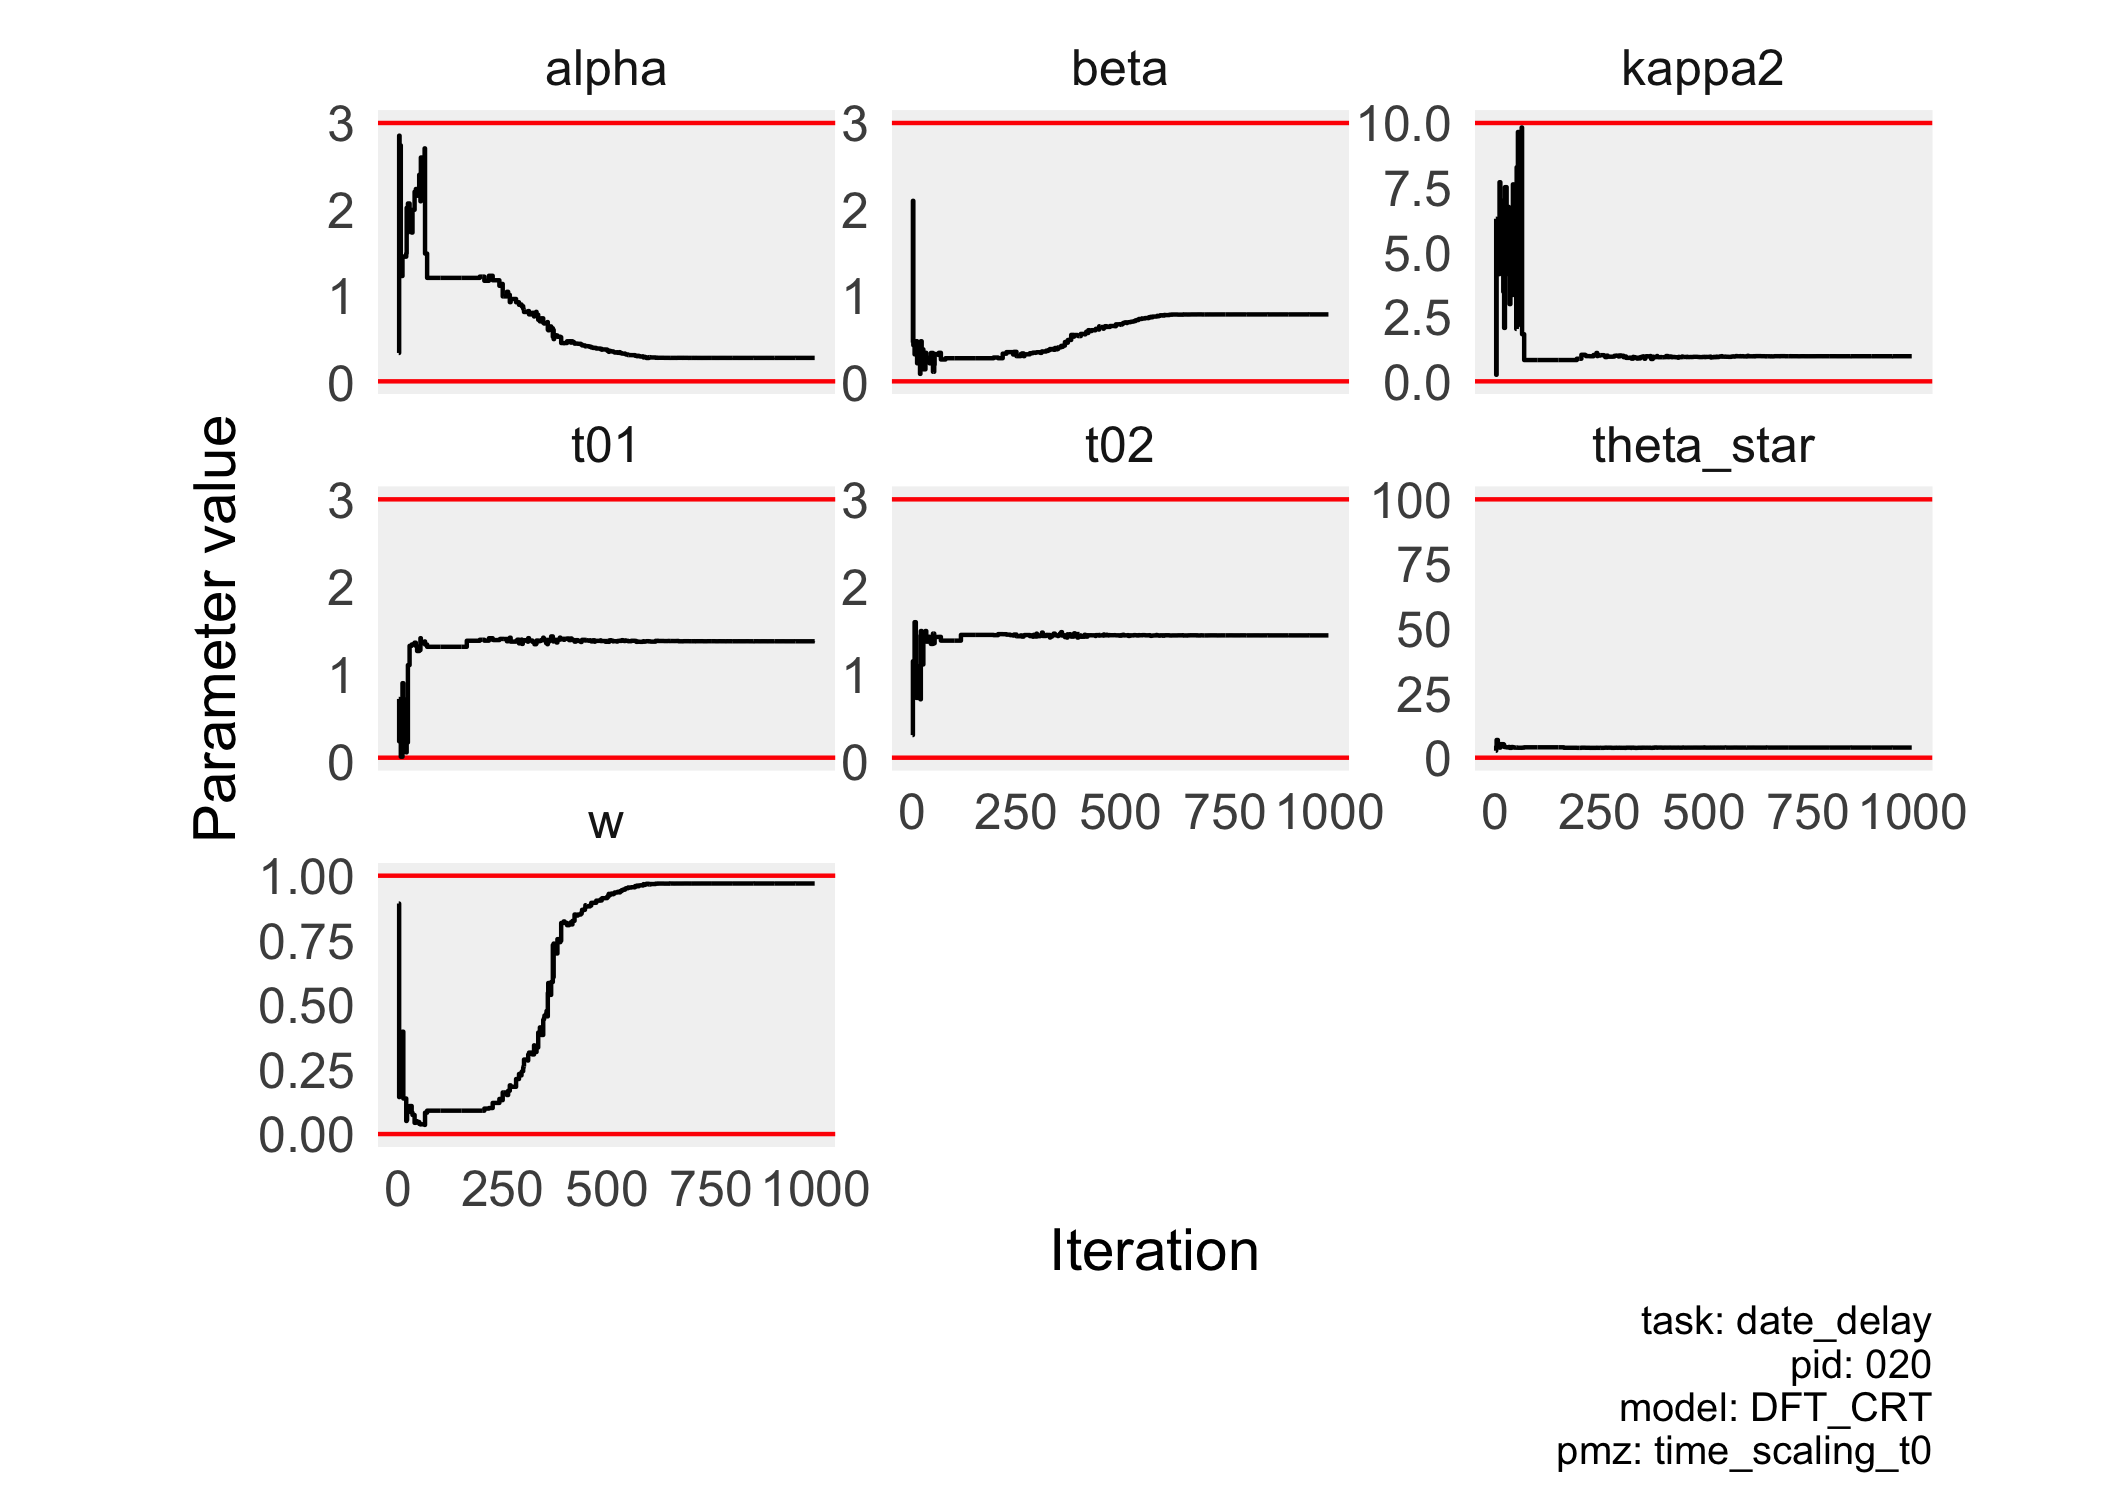 alpha
beta
kappa2
3
2
1
0
3
2
1
0
10.0
7.5
5.0
2.5
0.0
t01
t02
theta_star
3
2
1
0
3
2
1
0
100
75
50
25
0
0 250 500 750 1000
0 250 500 750 1000
w
1.00
0.75
0.50
0.25
0.00
0 250 500 750 1000
Parameter value
Iteration
task: date_delay
pid: 020
model: DFT_CRT
pmz: time_scaling_t0